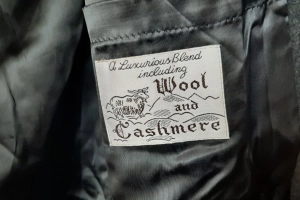 A Luxurious Blend
including
Wool
and
Cashmere